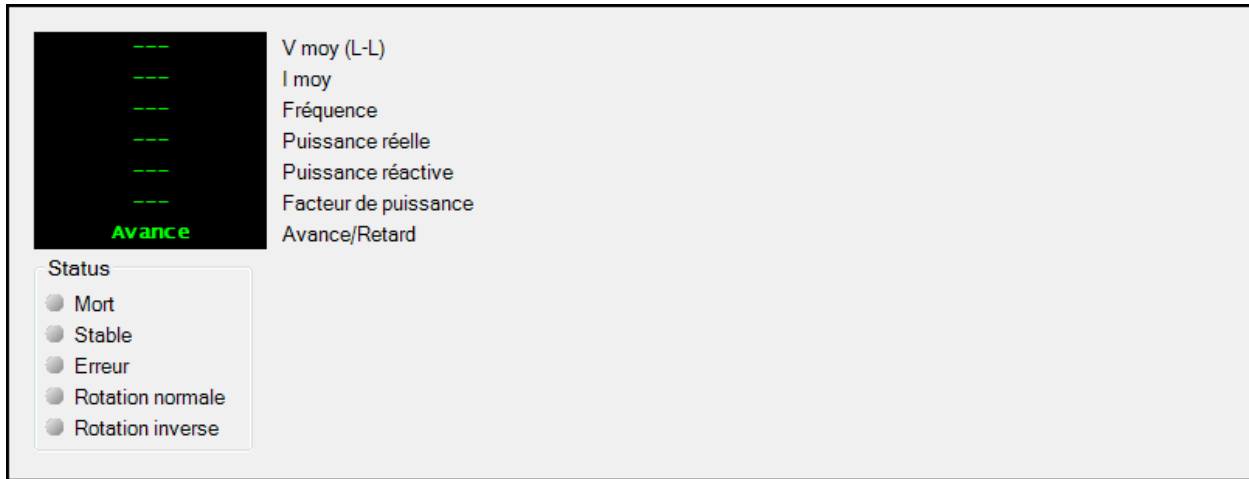 --- V moy (L-L)
--- I moy
--- Fréquence
--- Puissance réelle
--- Puissance réactive
--- Facteur de puissance
Avance Avance/Retard
Status
Mort
Stable
Erreur
Rotation normale
Rotation inverse